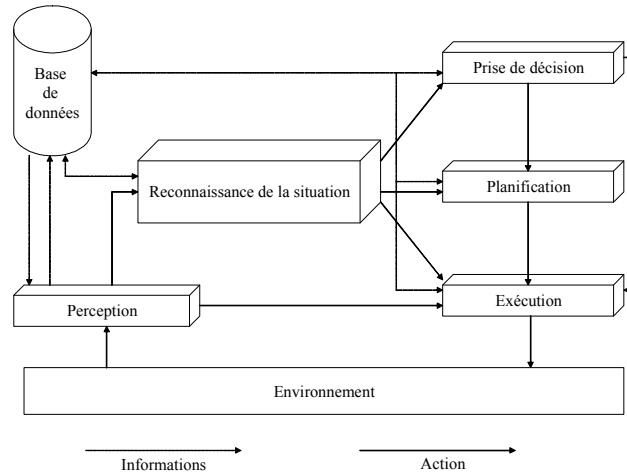 Base
de
données
Prise de décision
Reconnaissance de la situation
Planification
Perception
Exécution
Environnement
Informations
Action